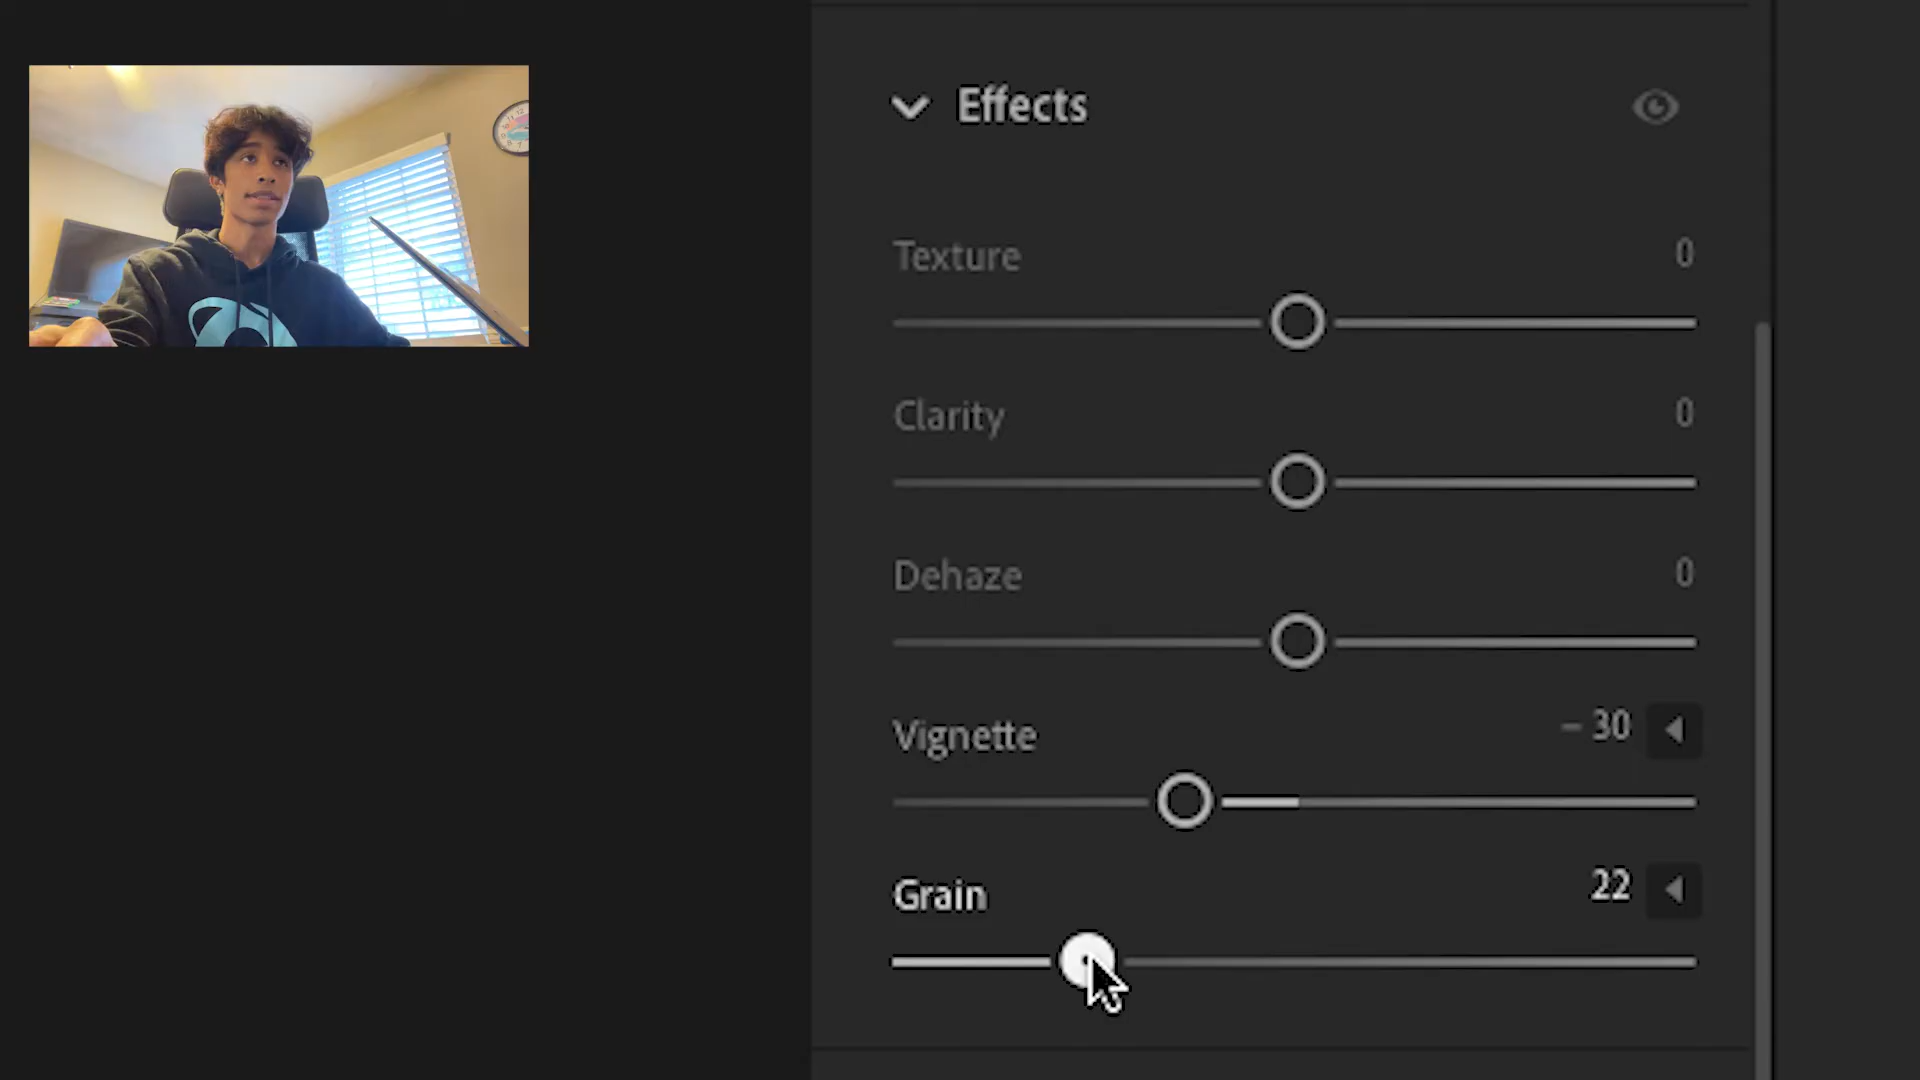 Effects
Texture 0
Clarity 0
Dehaze 0
Vignette – 30
Grain 22